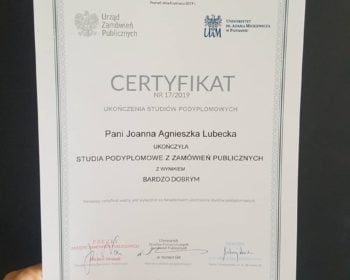 Urząd
Zamówień
Publicznych
UNIWERSYTET
IM. ADAMA MICKIEWICZA
W POZNANIU
UAM
CERTYFIKAT
NR 17/2019
UKOŃCZENIA STUDIÓW PODYPLOMOWYCH
Pani Joanna Agnieszka Lubecka
UKOŃCZYŁA
STUDIA PODYPLOMOWE Z ZAMÓWIEŃ PUBLICZNYCH
Z WYNIKIEM
BARDZO DOBRYM